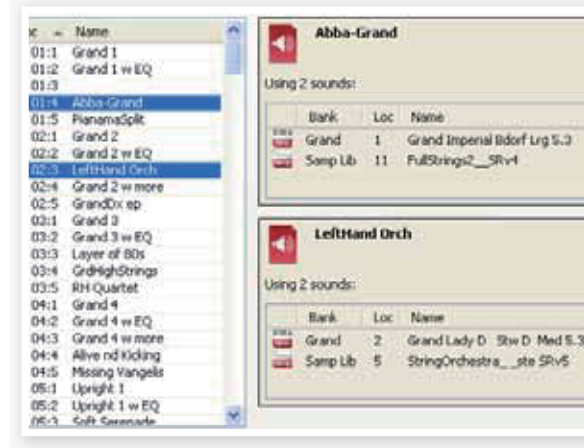 Name
01:1 Grand 1
01:2 Grand 1 w EQ
01:3
01:4 Abba-Grand
01:5 PianamaSplit
02:1 Grand 2
02:2 Grand 2 w EQ
02:3 LeftHand Orch
02:4 Grand 2 w more
02:5 GrandDx ep
03:1 Grand 3
03:2 Grand 3 w EQ
03:3 Layer of 80s
03:4 GrdHighStrings
03:5 RH Quartet
04:1 Grand 4
04:2 Grand 4 w EQ
04:3 Grand 4 w more
04:4 Alive nd Kicking
04:5 Missing Vangelis
05:1 Upright 1
05:2 Upright 1 w EQ
05:3 Soft Serenade
Abba-Grand
Using 2 sounds:
Bank Loc Name
Grand 1 Grand Imperial Bdorf Lrg 5.3
Samp Lib 11 FullStrings2__SRv4
LeftHand Orch
Using 2 sounds:
Bank Loc Name
Grand 2 Grand Lady D Stw D Med 5.3
Samp Lib 5 StringOrchestra_ _ste SRv5